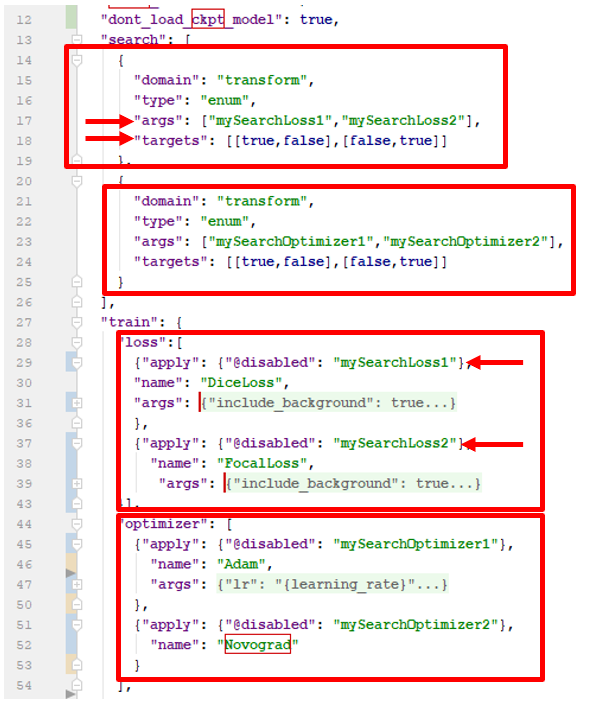 12 "dont_load_ckpt_model": true,
13 "search": [
14 {
15 "domain": "transform",
16 "type": "enum",
17 "args": ["mySearchLoss1","mySearchLoss2"],
18 "targets": [[true,false],[false,true]]
19 },
20 {
21 "domain": "transform",
22 "type": "enum",
23 "args": ["mySearchOptimizer1","mySearchOptimizer2"],
24 "targets": [[true,false],[false,true]]
25 }
26 ],
27 "train": {
28 "loss":[
29 {"apply": {"@disabled": "mySearchLoss1"},
30 "name": "DiceLoss",
31 "args": {"include_background": true...}
36 },
37 {"apply": {"@disabled": "mySearchLoss2"},
38 "name": "FocalLoss",
39 "args": {"include_background": true...}
43 }],
44 "optimizer": [
45 {"apply": {"@disabled": "mySearchOptimizer1"},
46 "name": "Adam",
47 "args": {"lr": "{learning_rate}"...}
50 },
51 {"apply": {"@disabled": "mySearchOptimizer2"},
52 "name": "Novograd"
53 }
54 ],